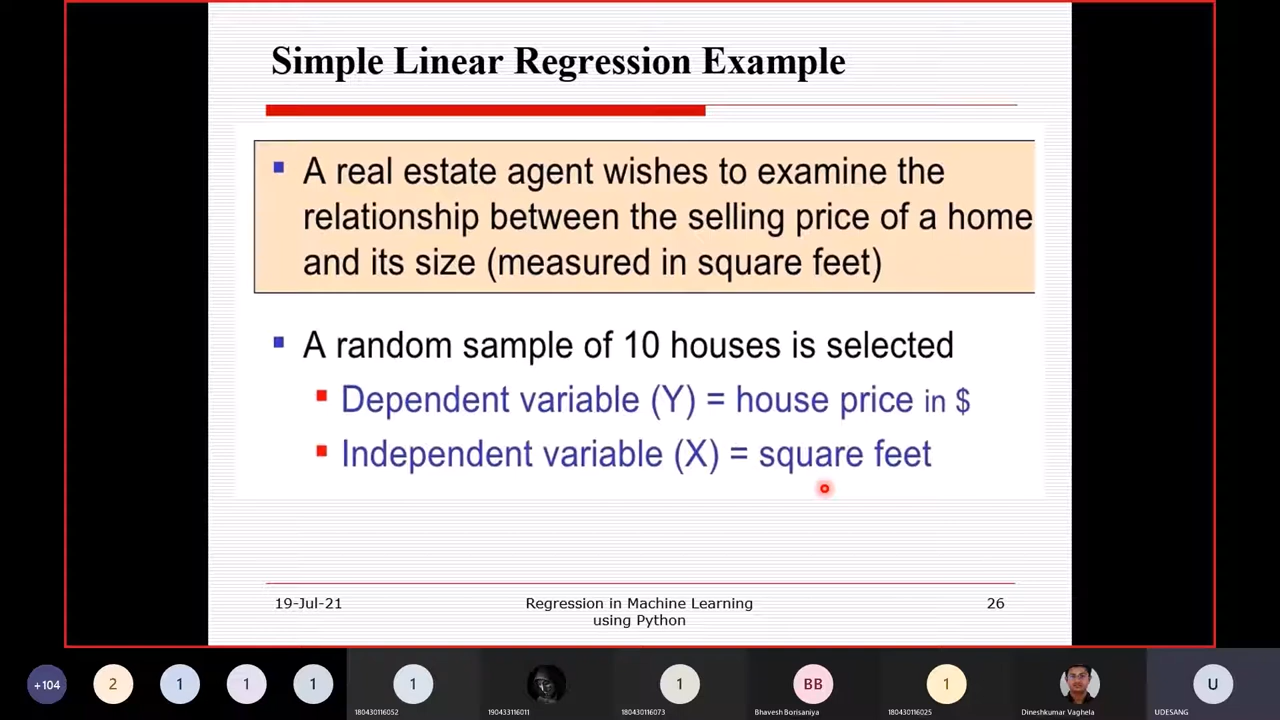 Simple Linear Regression Example
A real estate agent wishes to examine the
relationship between the selling price of a home
and its size (measured in square feet)
A random sample of 10 houses is selected
Dependent variable (Y) = house price in $
Independent variable (X) = square feet
19-Jul-21
Regression in Machine Learning
using Python
26
+104
2
1
1
1
1
1
BB
1
U
180430116052
190433116011
180430116073
Bhavesh Borisaniya
180430116025
Dineshkumar Vaghela
UDESANG